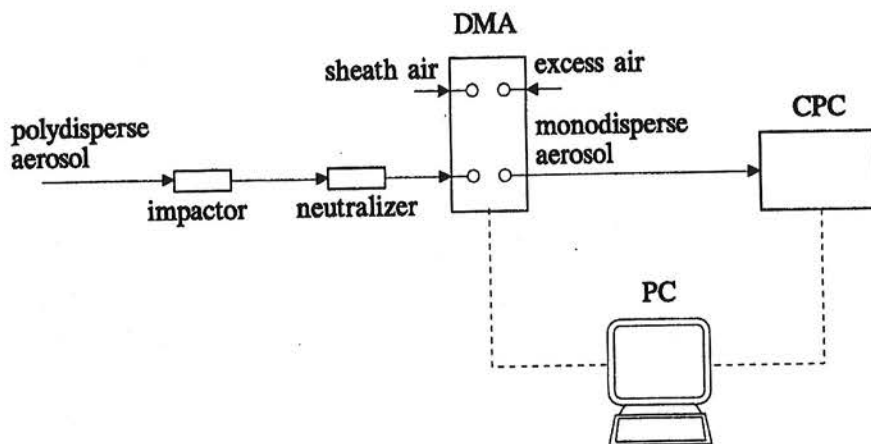 DMA
sheath air
excess air
CPC
polydisperse
aerosol
monodisperse
aerosol
impactor
neutralizer
PC